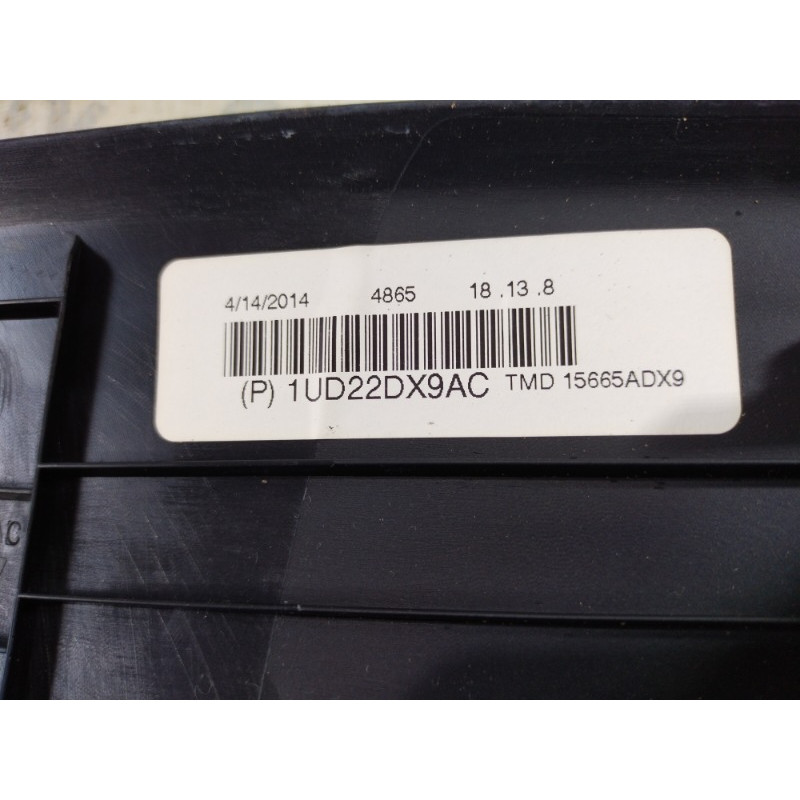 4/14/2014 4865 18 .13 .8
(P) 1UD22DX9AC TMD 15665ADX9